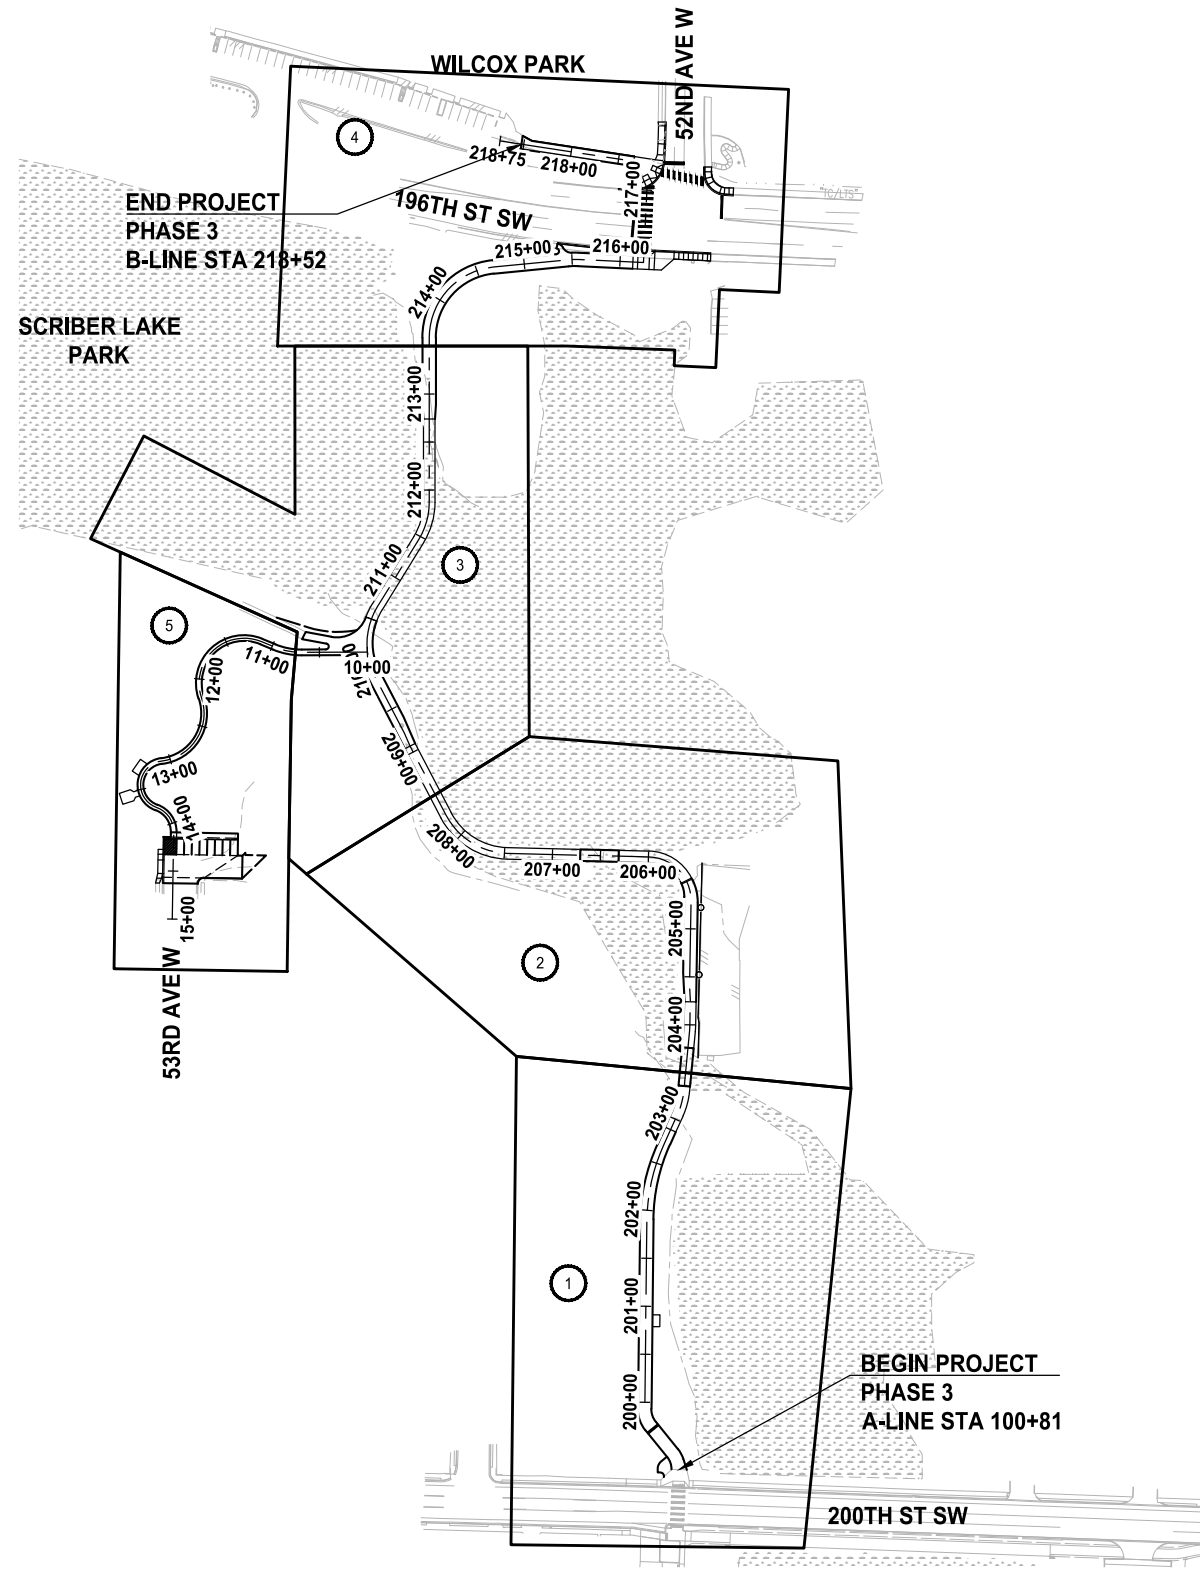 WILCOX PARK
52ND AVE W
4
218+75
218+00
217+00
"TC/LTS"
END PROJECT
PHASE 3
B-LINE STA 218+52
196TH ST SW
215+00
216+00
214+00
SCRIBER LAKE
PARK
213+00
212+00
211+00
3
5
10+00
11+00
12+00
209+00
13+00
14+00
208+00
207+00
206+00
15+00
205+00
2
53RD AVE W
204+00
203+00
202+00
1
201+00
200+00
BEGIN PROJECT
PHASE 3
A-LINE STA 100+81
200TH ST SW